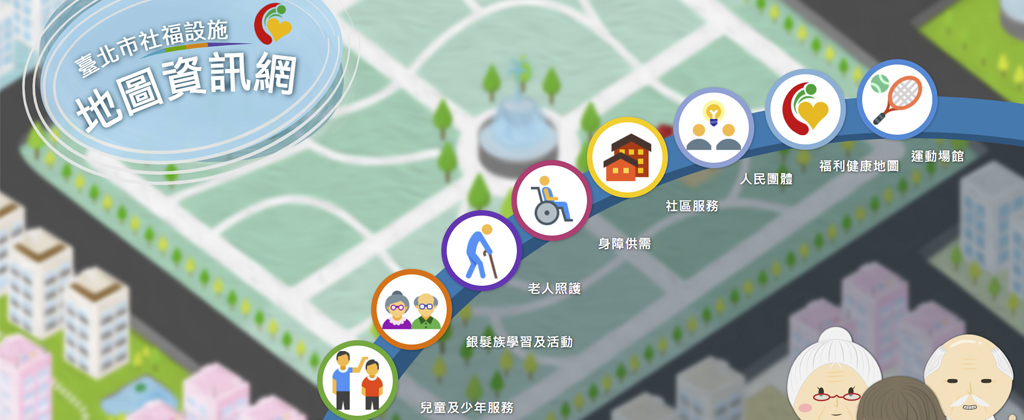 臺北市社福設施
地圖資訊網
運動場館
福利健康地圖
人民團體
社區服務
身障供需
老人照護
銀髮族學習及活動
兒童及少年服務